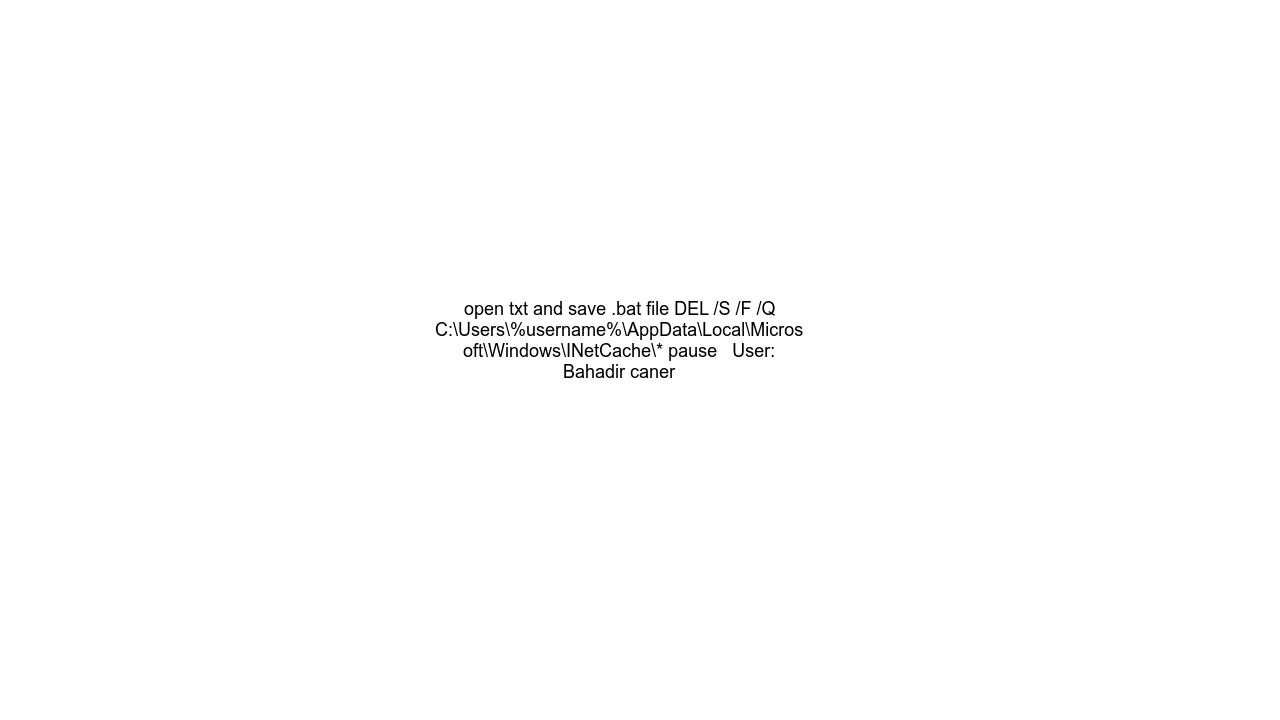 open txt and save .bat file DEL /S /F /Q
C:\Users\%username%\AppData\Local\Micros
oft\Windows\INetCache\* pause   User:
Bahadir caner